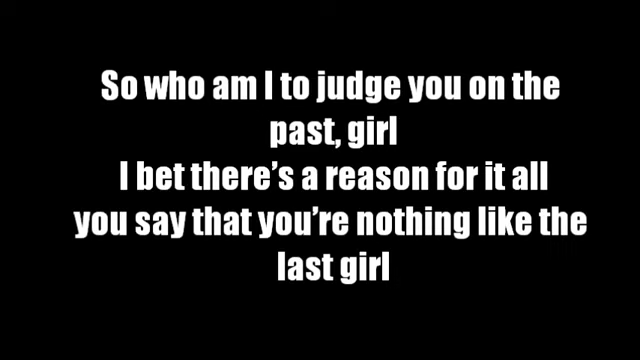 So who am I to judge you on the
past, girl
I bet there's a reason for it all
you say that you're nothing like the
last girl